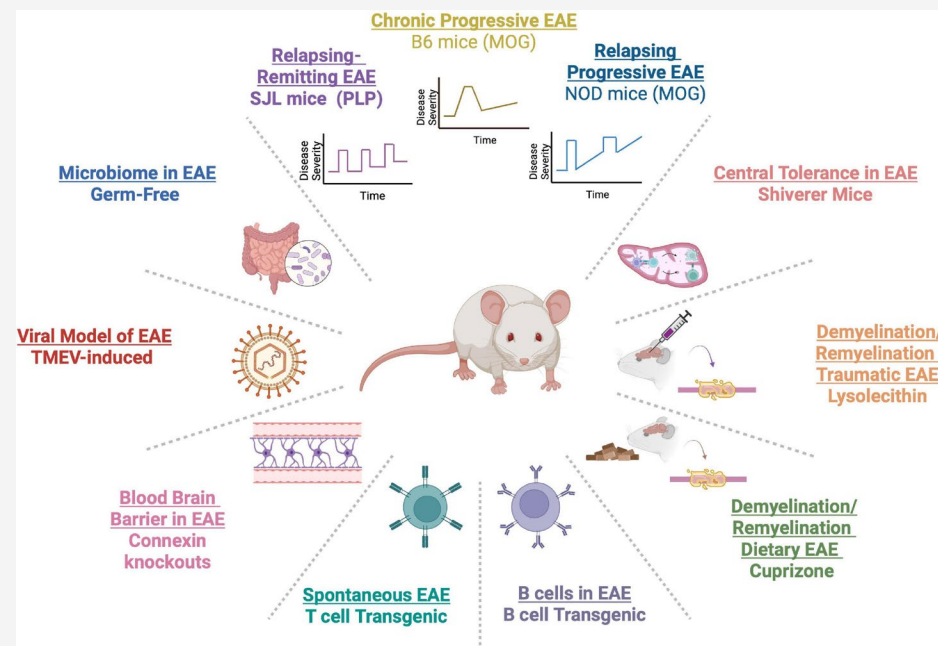 Chronic Progressive EAE
B6 mice (MOG)
Relapsing-
Remitting EAE
SJL mice (PLP)
Relapsing
Progressive EAE
NOD mice (MOG)
Disease
Severity
Time
Disease
Severity
Time
Disease
Severity
Time
Microbiome in EAE
Germ-Free
Central Tolerance in EAE
Shiverer Mice
Viral Model of EAE
TMEV-induced
Demyelination/
Remyelination
Traumatic EAE
Lysolecithin
Blood Brain
Barrier in EAE
Connexin
knockouts
Demyelination/
Remyelination
Dietary EAE
Cuprizone
Spontaneous EAE
T cell Transgenic
B cells in EAE
B cell Transgenic